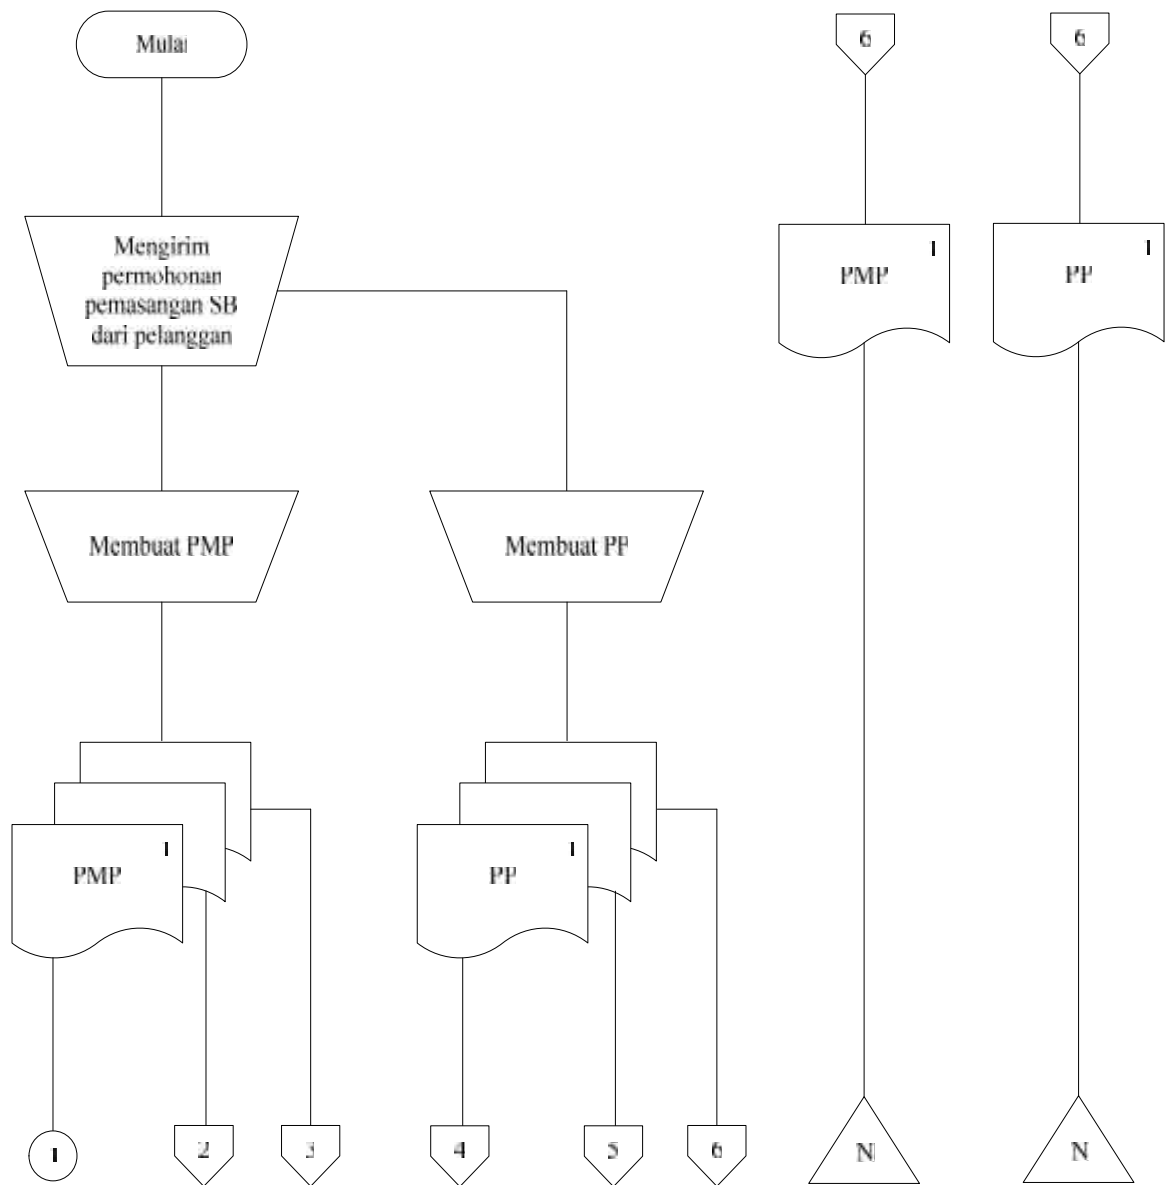 Mulai
6
6
Mengirim
permohonan
pemasangan SB
dari pelanggan
1
PMP
1
PP
Membuat PMP
Membuat PP
1
PMP
1
PP
1
2
3
4
5
6
N
N